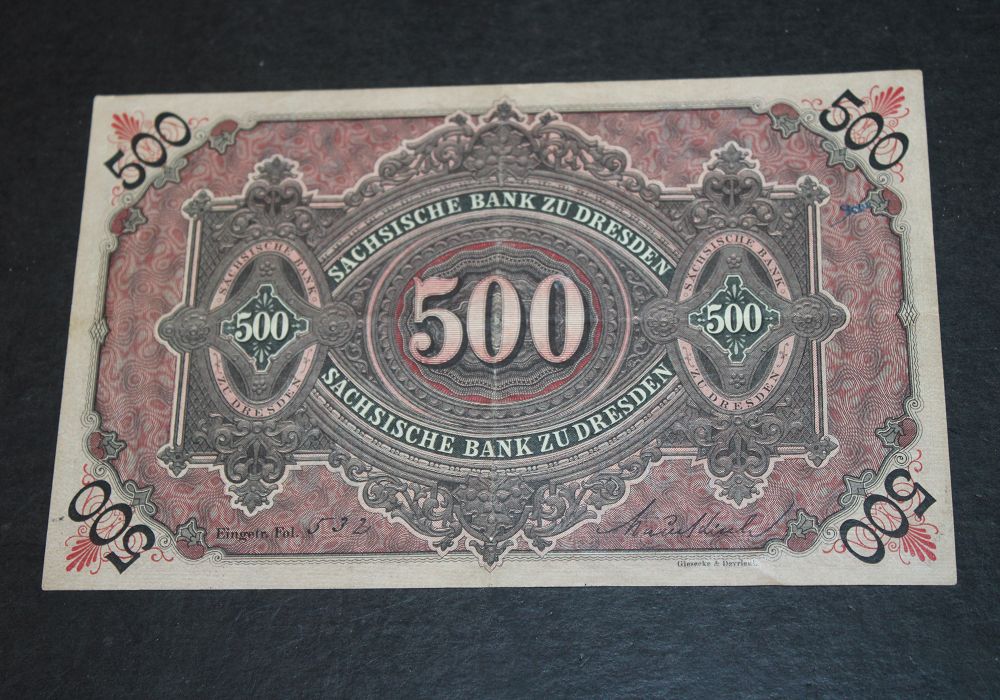 500
500
SÄCHSISCHE BANK ZU DRESDEN
SÄCHSISCHE BANK
ZU DRESDEN
500
500
SÄCHSISCHE BANK
ZU DRESDEN
500
SÄCHSISCHE BANK ZU DRESDEN
500
500
Eingetr. Fol. 532
Giesecke & Devrient.